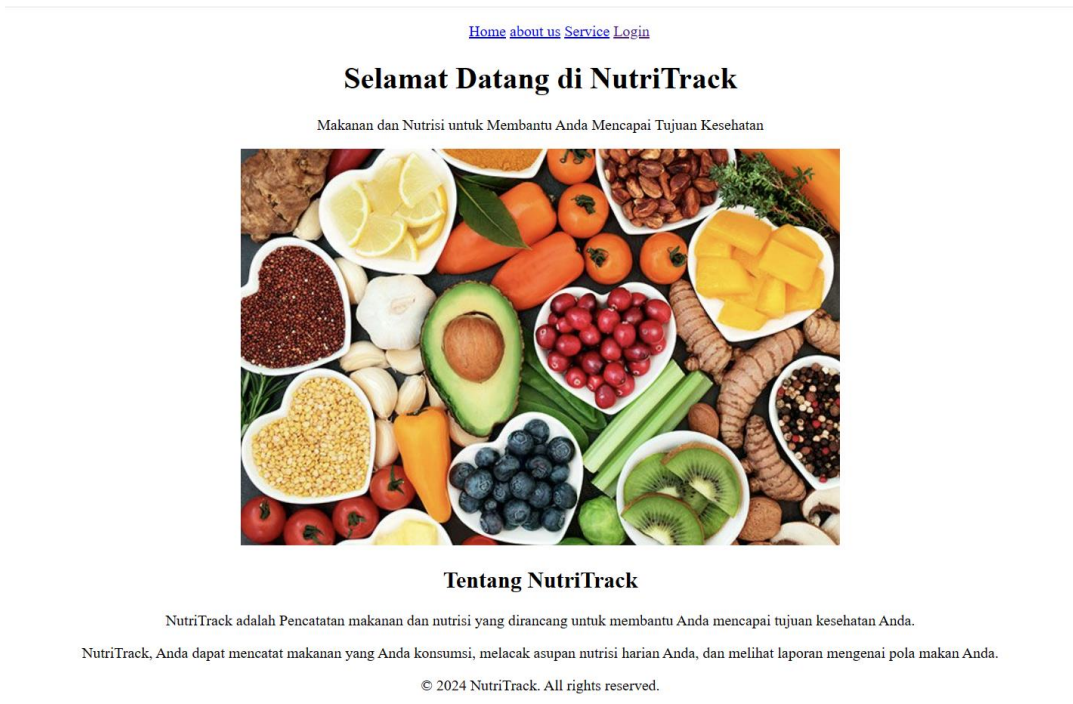 Home about us Service Login
Selamat Datang di NutriTrack
Makanan dan Nutrisi untuk Membantu Anda Mencapai Tujuan Kesehatan
Tentang NutriTrack
NutriTrack adalah Pencatatan makanan dan nutrisi yang dirancang untuk membantu Anda mencapai tujuan kesehatan Anda.
NutriTrack, Anda dapat mencatat makanan yang Anda konsumsi, melacak asupan nutrisi harian Anda, dan melihat laporan mengenai pola makan Anda.
© 2024 NutriTrack. All rights reserved.